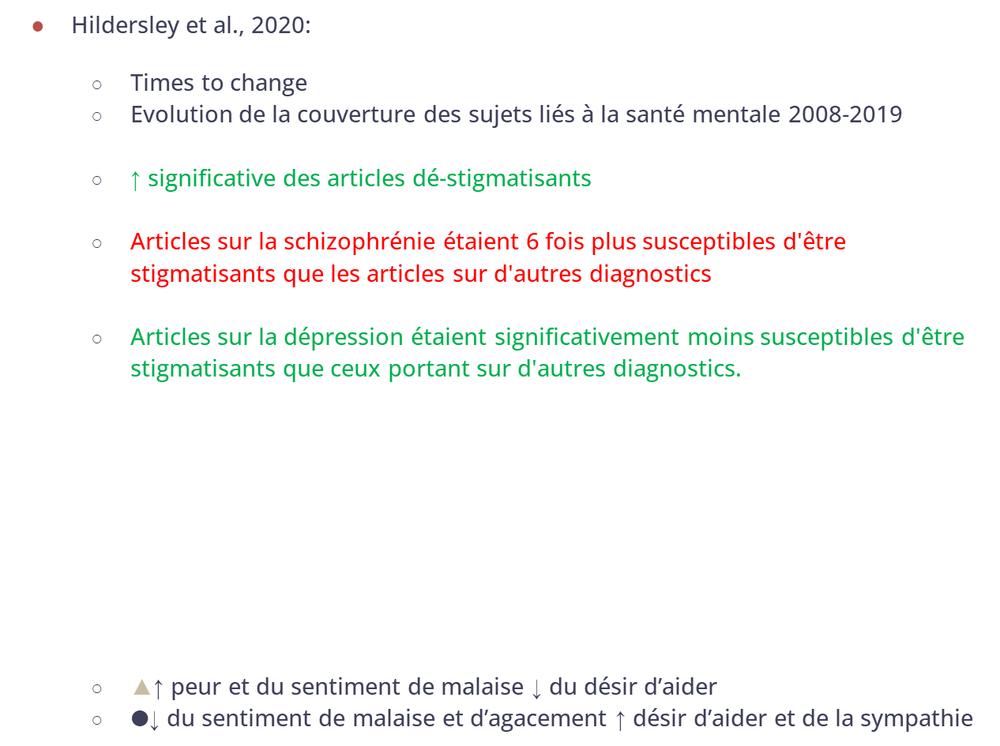 ● Hildersley et al., 2020:
○ Times to change
○ Evolution de la couverture des sujets liés à la santé mentale 2008-2019
○ ↑ significative des articles dé-stigmatisants
○ Articles sur la schizophrénie étaient 6 fois plus susceptibles d'être
stigmatisants que les articles sur d'autres diagnostics
○ Articles sur la dépression étaient significativement moins susceptibles d'être
stigmatisants que ceux portant sur d'autres diagnostics.
○ ▲↑ peur et du sentiment de malaise ↓ du désir d’aider
○ ●↓ du sentiment de malaise et d’agacement ↑ désir d’aider et de la sympathie